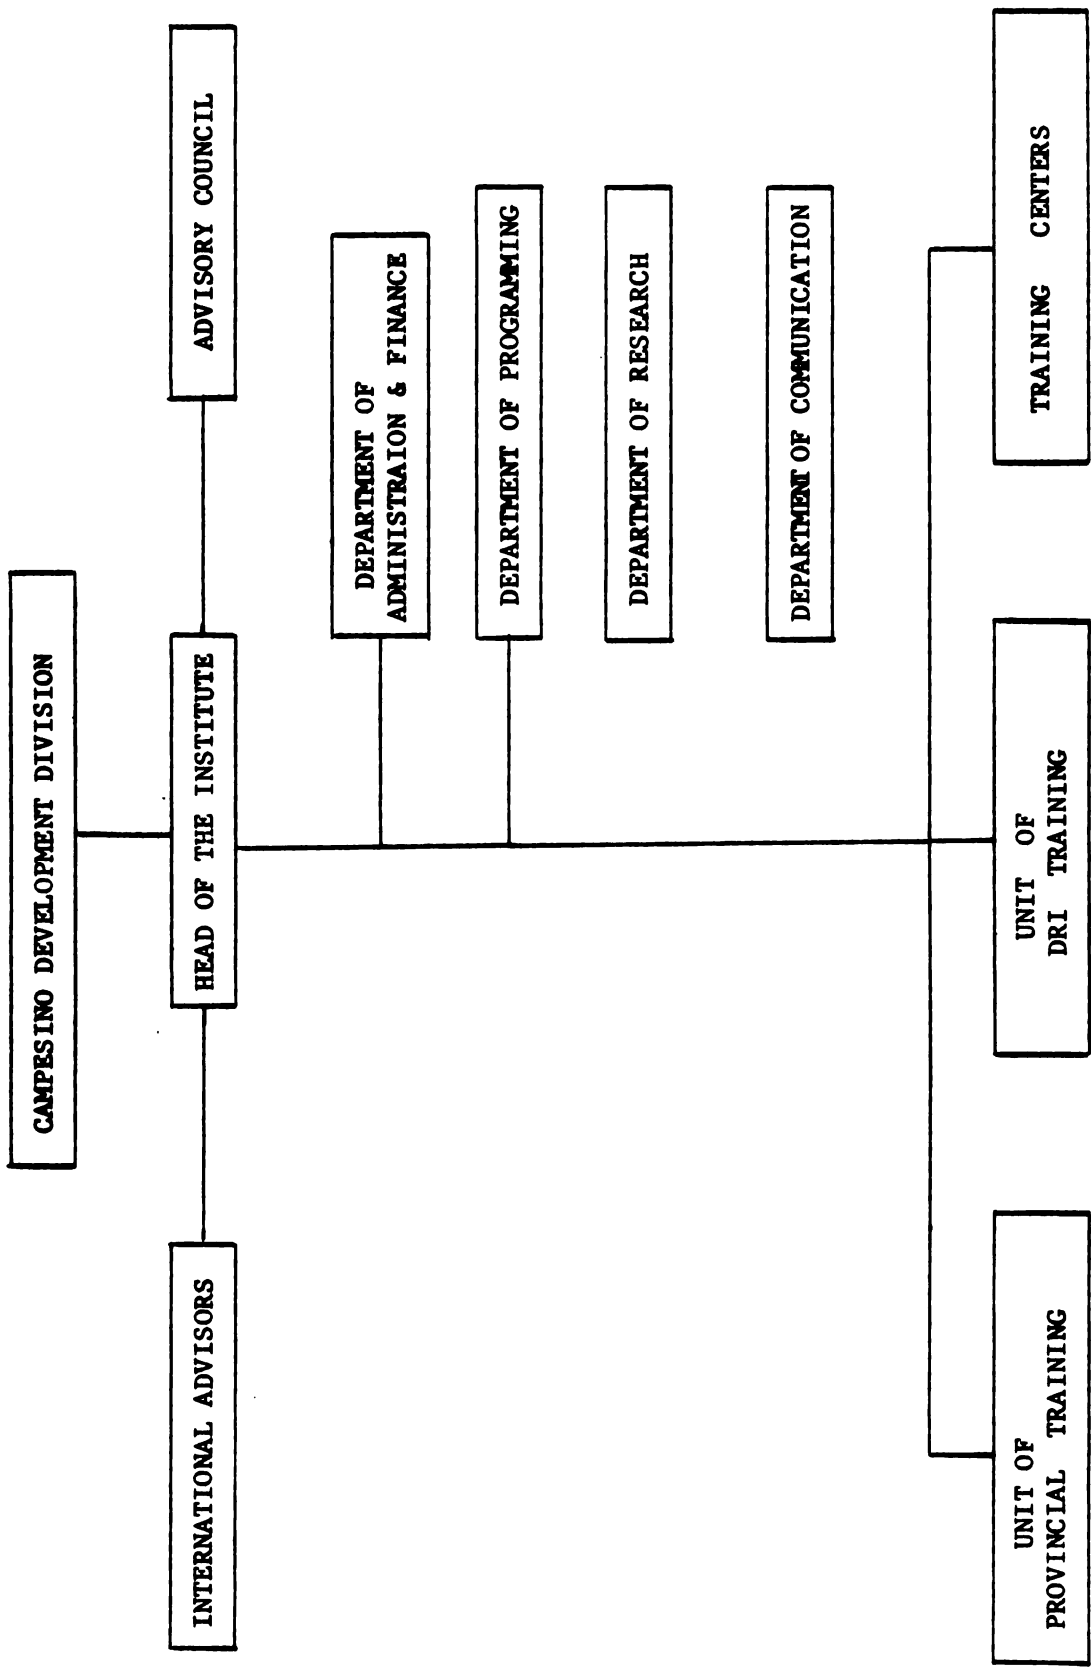 CAMPESINO DEVELOPMENT DIVISION
INTERNATIONAL ADVISORS
HEAD OF THE INSTITUTE
ADVISORY COUNCIL
DEPARTMENT OF
ADMINISTRAION & FINANCE
DEPARTMENT OF PROGRAMMING
DEPARTMENT OF RESEARCH
DEPARTMENT OF COMMUNICATION
UNIT OF
PROVINCIAL TRAINING
UNIT OF
DRI TRAINING
TRAINING CENTERS